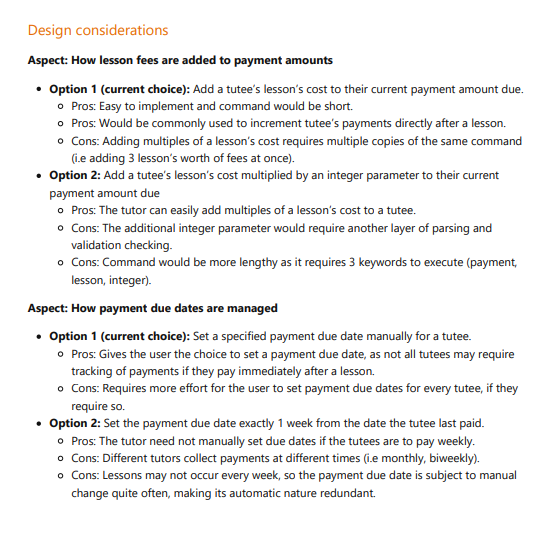 Design considerations
Aspect: How lesson fees are added to payment amounts
• Option 1 (current choice): Add a tutee's lesson's cost to their current payment amount due.
○ Pros: Easy to implement and command would be short.
○ Pros: Would be commonly used to increment tutee's payments directly after a lesson.
○ Cons: Adding multiples of a lesson's cost requires multiple copies of the same command
(i.e adding 3 lesson's worth of fees at once).
• Option 2: Add a tutee's lesson's cost multiplied by an integer parameter to their current
payment amount due
○ Pros: The tutor can easily add multiples of a lesson's cost to a tutee.
○ Cons: The additional integer parameter would require another layer of parsing and
validation checking.
○ Cons: Command would be more lengthy as it requires 3 keywords to execute (payment,
lesson, integer).
Aspect: How payment due dates are managed
• Option 1 (current choice): Set a specified payment due date manually for a tutee.
○ Pros: Gives the user the choice to set a payment due date, as not all tutees may require
tracking of payments if they pay immediately after a lesson.
○ Cons: Requires more effort for the user to set payment due dates for every tutee, if they
require so.
• Option 2: Set the payment due date exactly 1 week from the date the tutee last paid.
○ Pros: The tutor need not manually set due dates if the tutees are to pay weekly.
○ Cons: Different tutors collect payments at different times (i.e monthly, biweekly).
○ Cons: Lessons may not occur every week, so the payment due date is subject to manual
change quite often, making its automatic nature redundant.